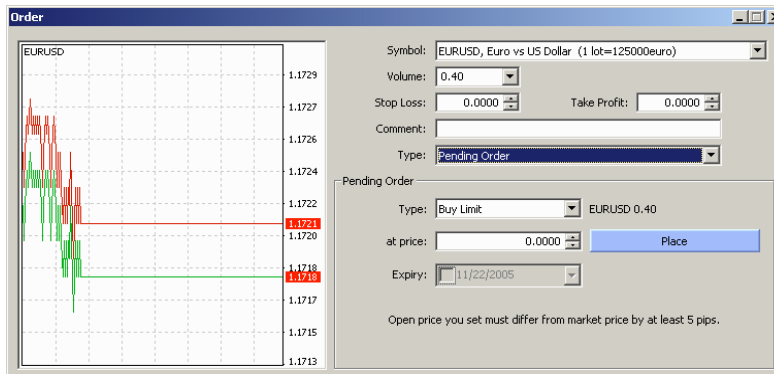 Order
EURUSD
1.1729
1.1727
1.1726
1.1724
1.1722
1.1721
1.1720
1.1718
1.1718
1.1717
1.1715
1.1713
Symbol: EURUSD, Euro vs US Dollar (1 lot=125000euro)
Volume: 0.40
Stop Loss: 0.0000 Take Profit: 0.0000
Comment:
Type: Pending Order
Pending Order
Type: Buy Limit EURUSD 0.40
at price: 0.0000 Place
Expiry: 11/22/2005
Open price you set must differ from market price by at least 5 pips.